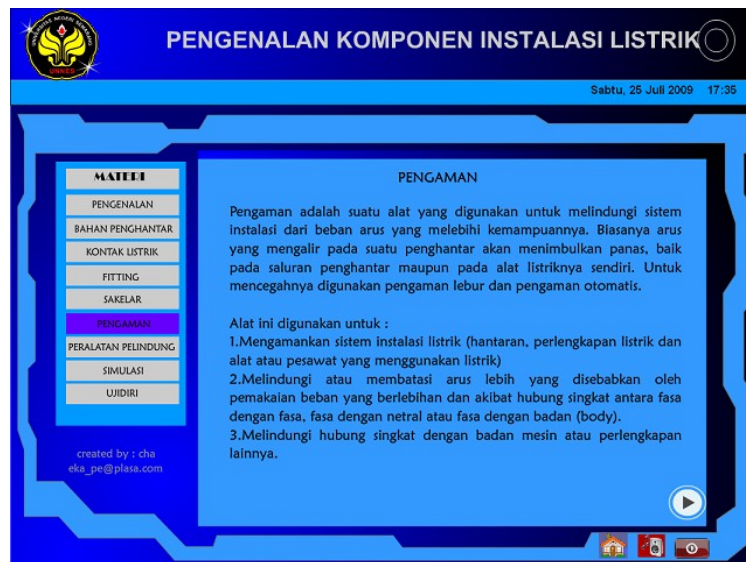 UNIVERSITAS NEGERI SEMARANG
UNNES
PENGENALAN KOMPONEN INSTALASI LISTRIK
Sabtu, 25 Juli 2009 17:35
MATERI
PENGENALAN
BAHAN PENGHANTAR
KONTAK LISTRIK
FITTING
SAKELAR
PENGAMAN
PERALATAN PELINDUNG
SIMULASI
UJIDIRI
created by : cha
eka_pe@plasa.com
PENGAMAN
Pengaman adalah suatu alat yang digunakan untuk melindungi sistem
instalasi dari beban arus yang melebihi kemampuannya. Biasanya arus
yang mengalir pada suatu penghantar akan menimbulkan panas, baik
pada saluran penghantar maupun pada alat listriknya sendiri. Untuk
mencegahnya digunakan pengaman lebur dan pengaman otomatis.
Alat ini digunakan untuk :
1.Mengamankan sistem instalasi listrik (hantaran, perlengkapan listrik dan
alat atau pesawat yang menggunakan listrik)
2.Melindungi atau membatasi arus lebih yang disebabkan oleh
pemakaian beban yang berlebihan dan akibat hubung singkat antara fasa
dengan fasa, fasa dengan netral atau fasa dengan badan (body).
3.Melindungi hubung singkat dengan badan mesin atau perlengkapan
lainnya.